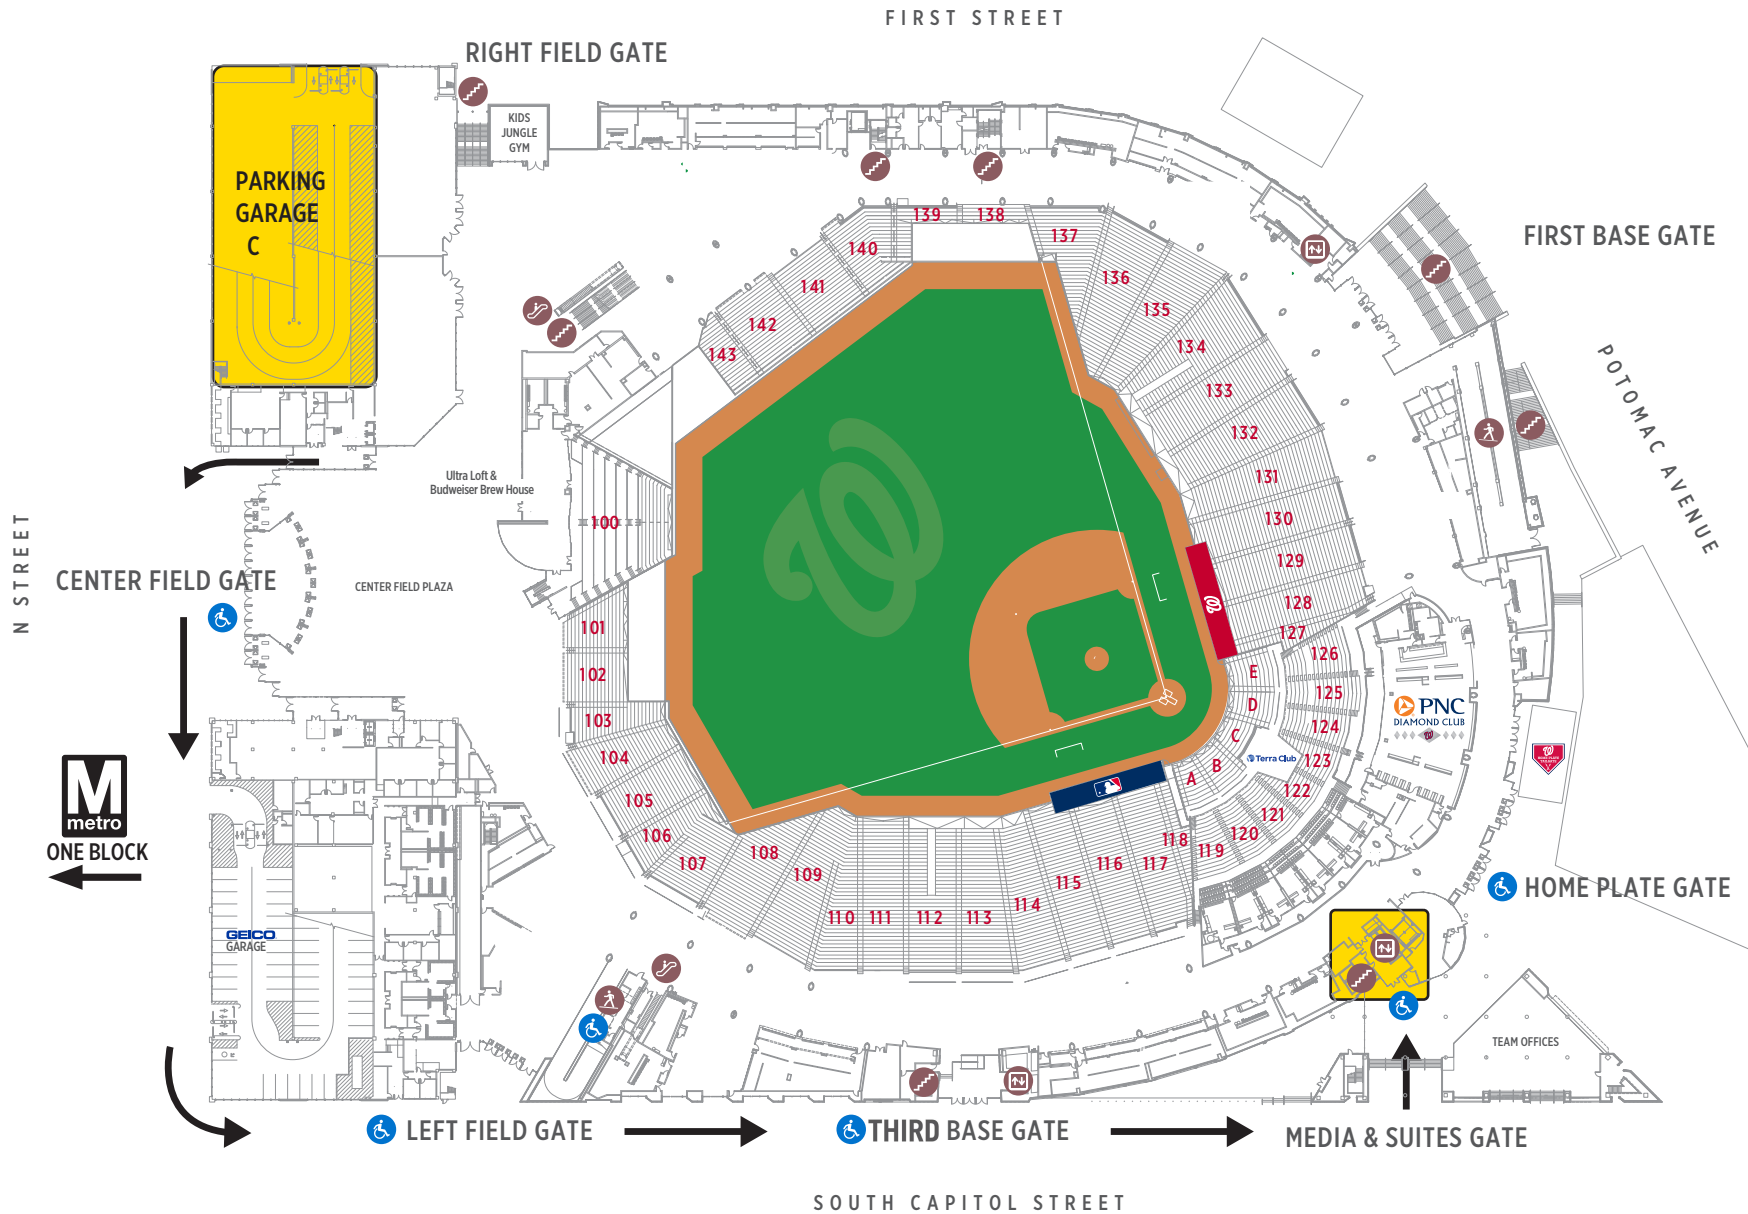 FIRST STREET
RIGHT FIELD GATE
KIDS
JUNGLE
GYM
PARKING
GARAGE
C
FIRST BASE GATE
POTOMAC AVENUE
139
138
137
140
136
141
135
142
134
143
133
132
131
130
129
128
127
126
125
124
123
122
121
120
119
118
117
116
115
114
113
112
111
110
109
108
107
106
105
104
103
102
101
100
E
D
C
B
A
Ultra Loft &
Budweiser Brew House
N STREET
CENTER FIELD GATE
CENTER FIELD PLAZA
W
W
PNC
DIAMOND CLUB
Terra Club
M
metro
ONE BLOCK
GEICO
GARAGE
HOME PLATE GATE
TEAM OFFICES
LEFT FIELD GATE
THIRD BASE GATE
MEDIA & SUITES GATE
SOUTH CAPITOL STREET